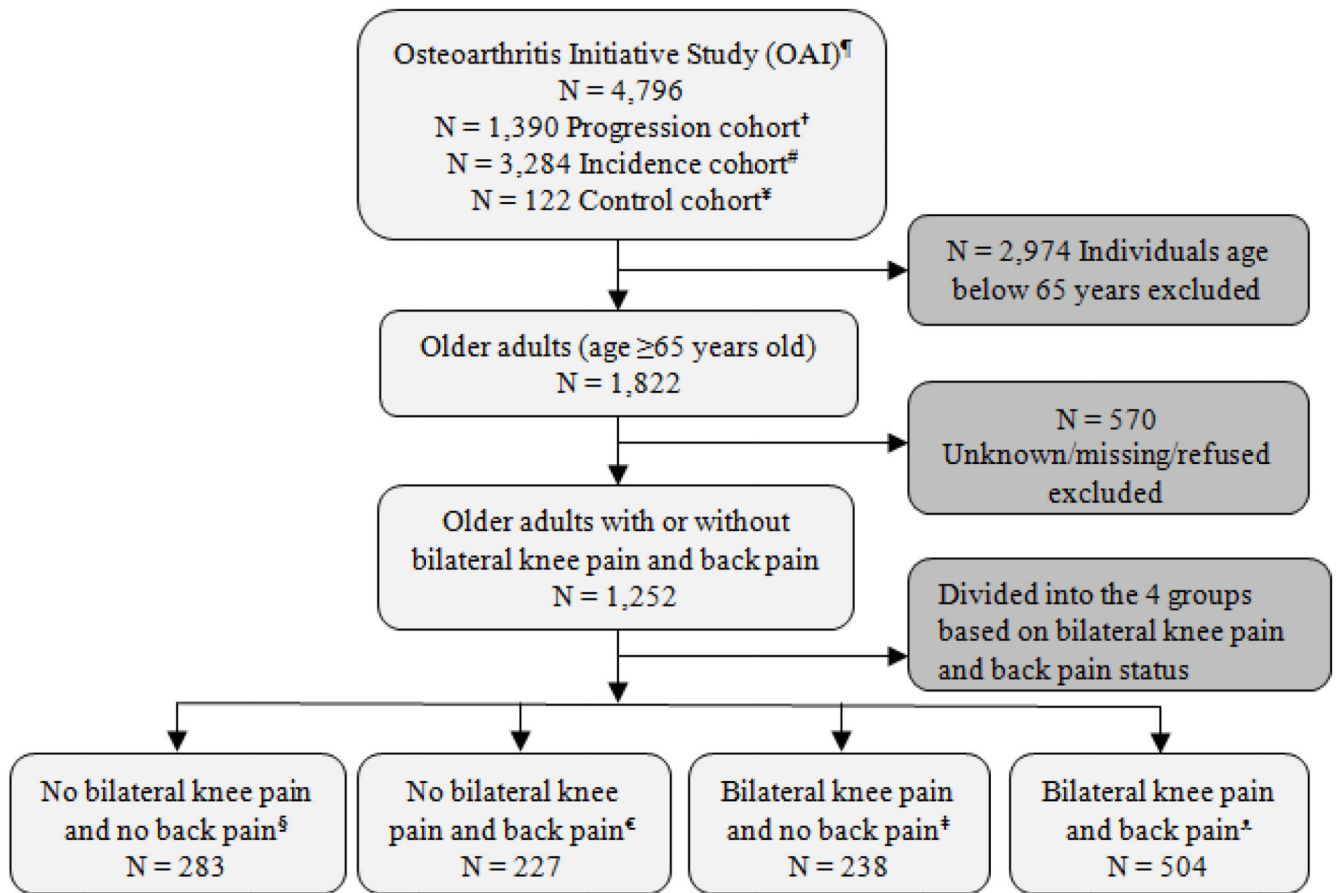 Osteoarthritis Initiative Study (OAI)¶
N = 4,796
N = 1,390 Progression cohort†
N = 3,284 Incidence cohort#
N = 122 Control cohort¥
N = 2,974 Individuals age
below 65 years excluded
Older adults (age ≥65 years old)
N = 1,822
N = 570
Unknown/missing/refused
excluded
Older adults with or without
bilateral knee pain and back pain
N = 1,252
Divided into the 4 groups
based on bilateral knee pain
and back pain status
No bilateral knee pain
and no back pain§
N = 283
No bilateral knee
pain and back pain€
N = 227
Bilateral knee pain
and no back pain‡
N = 238
Bilateral knee pain
and back pain
N = 504